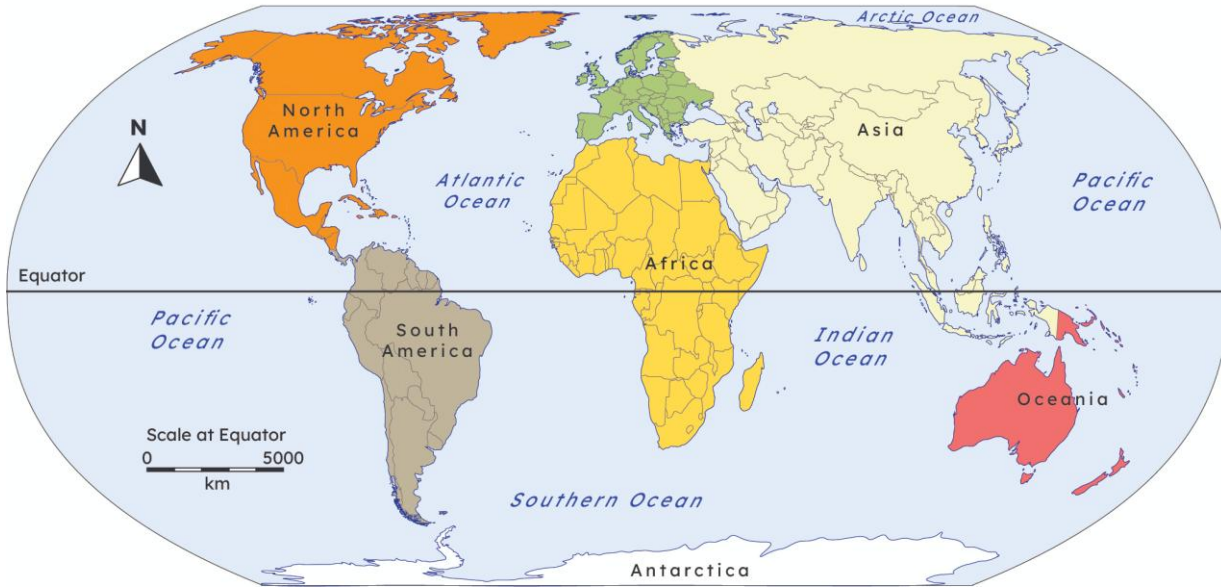 Arctic Ocean
North
America
N
Asia
Atlantic
Ocean
Pacific
Ocean
Africa
Equator
Pacific
Ocean
South
America
Indian
Ocean
Oceania
Scale at Equator
0 5000
km
Southern Ocean
Antarctica